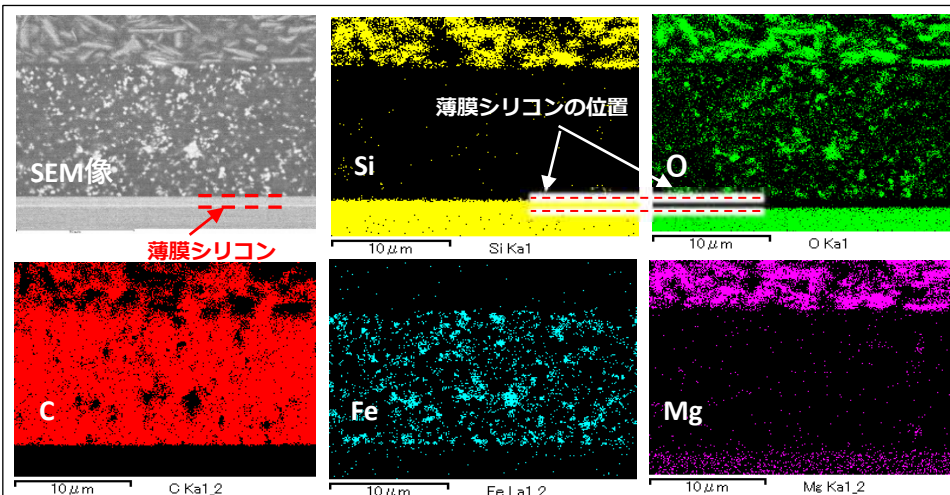 SEM像
薄膜シリコン
Si
薄膜シリコンの位置
10μm
Si Ka1
O
10μm
O Ka1
C
10μm
C Ka1_2
Fe
10μm
Fe La1_2
Mg
10μm
Mg Ka1_2